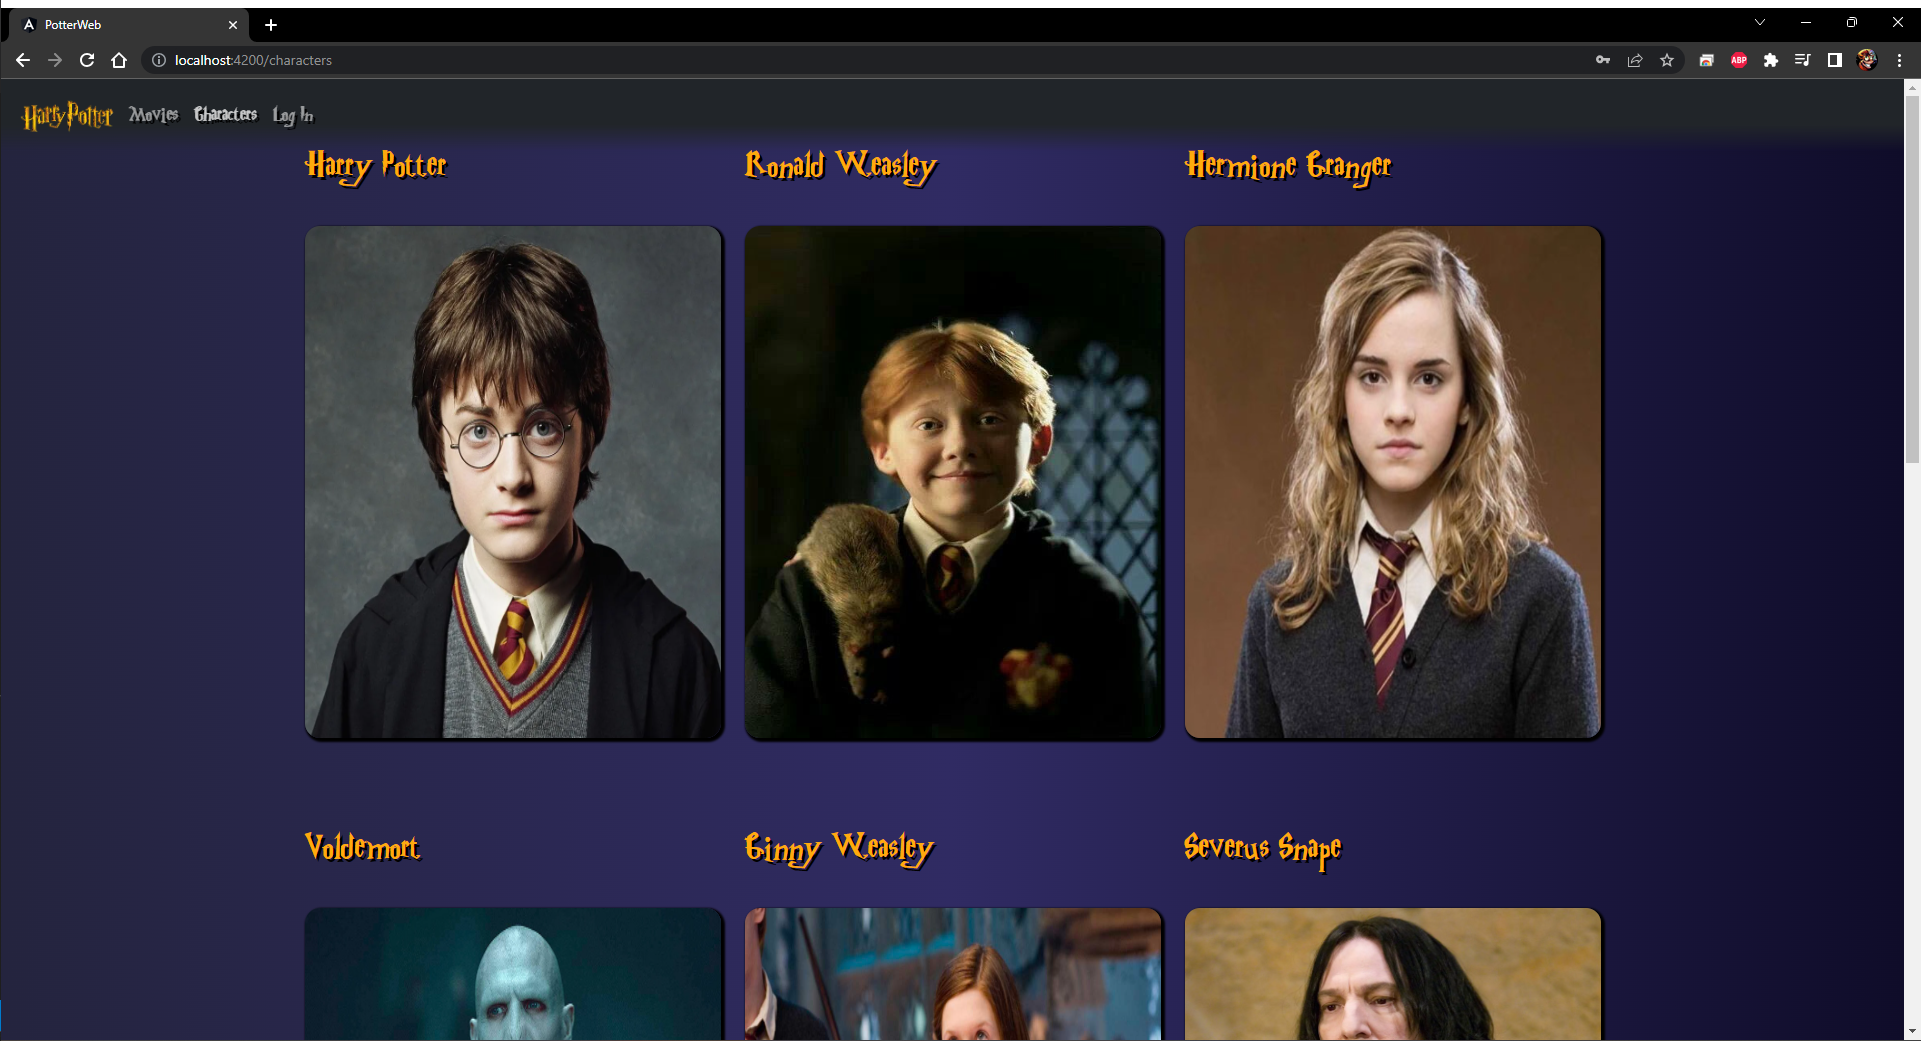 PotterWeb
localhost:4200/characters
ABP
Harry Potter Movies Characters Log In
Harry Potter Ronald Weasley Hermione Granger
Voldemort Ginny Weasley Severus Snape